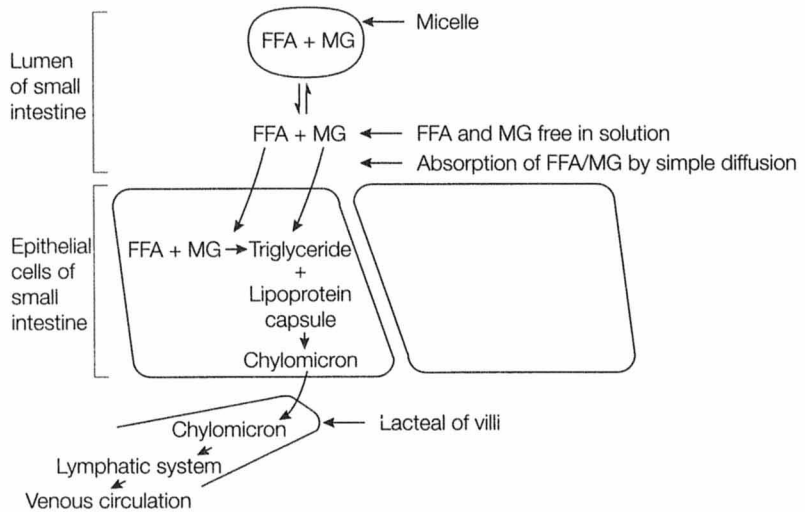 Micelle
FFA + MG
Lumen
of small
intestine
FFA + MG
FFA and MG free in solution
Absorption of FFA/MG by simple diffusion
Epithelial
cells of
small
intestine
FFA + MG → Triglyceride
+
Lipoprotein
capsule
Chylomicron
Chylomicron
Lacteal of villi
Lymphatic system
Venous circulation